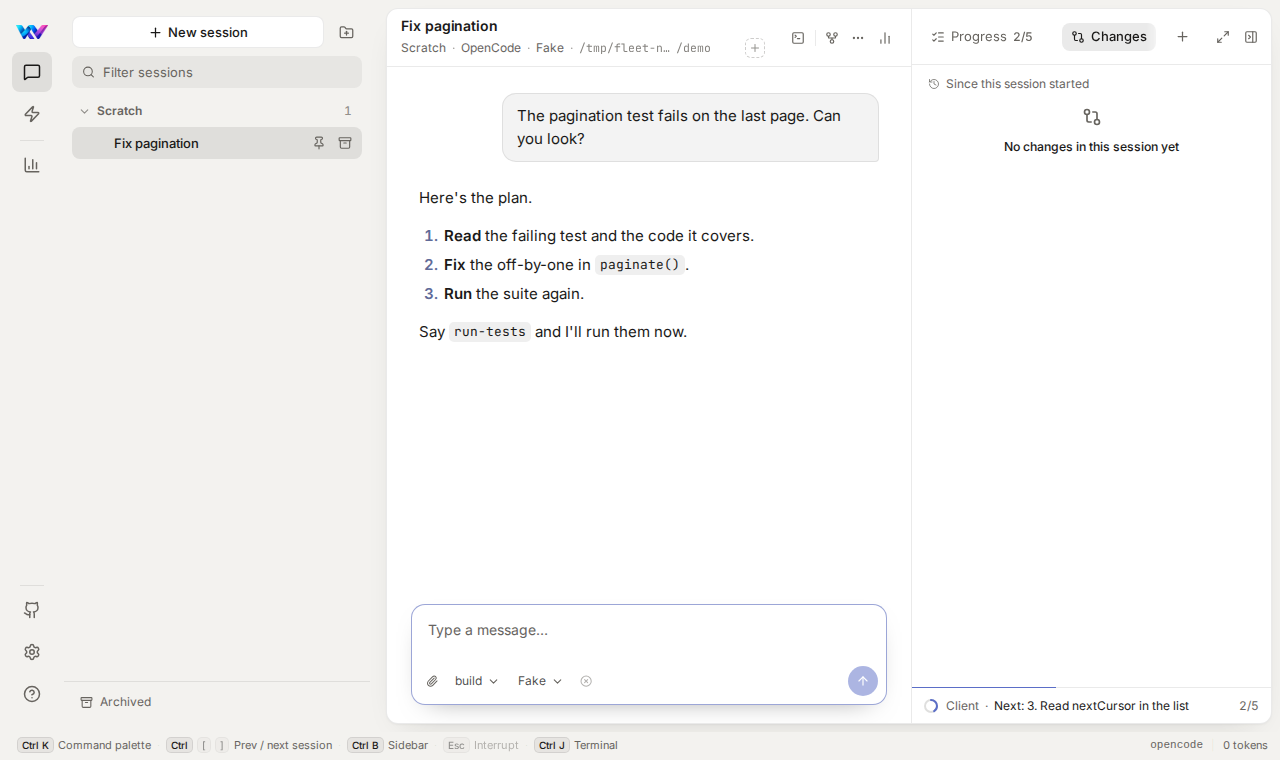 New session
Filter sessions
Scratch 1
Fix pagination
Archived
Fix pagination
Scratch · OpenCode · Fake · /tmp/fleet-n… /demo
The pagination test fails on the last page. Can
you look?
Here's the plan.
1. Read the failing test and the code it covers.
2. Fix the off-by-one in paginate().
3. Run the suite again.
Say run-tests and I'll run them now.
Type a message...
build Fake
Progress 2/5 Changes
Since this session started
No changes in this session yet
Client · Next: 3. Read nextCursor in the list 2/5
Ctrl K Command palette Ctrl [ ] Prev / next session Ctrl B Sidebar Esc Interrupt Ctrl J Terminal opencode 0 tokens